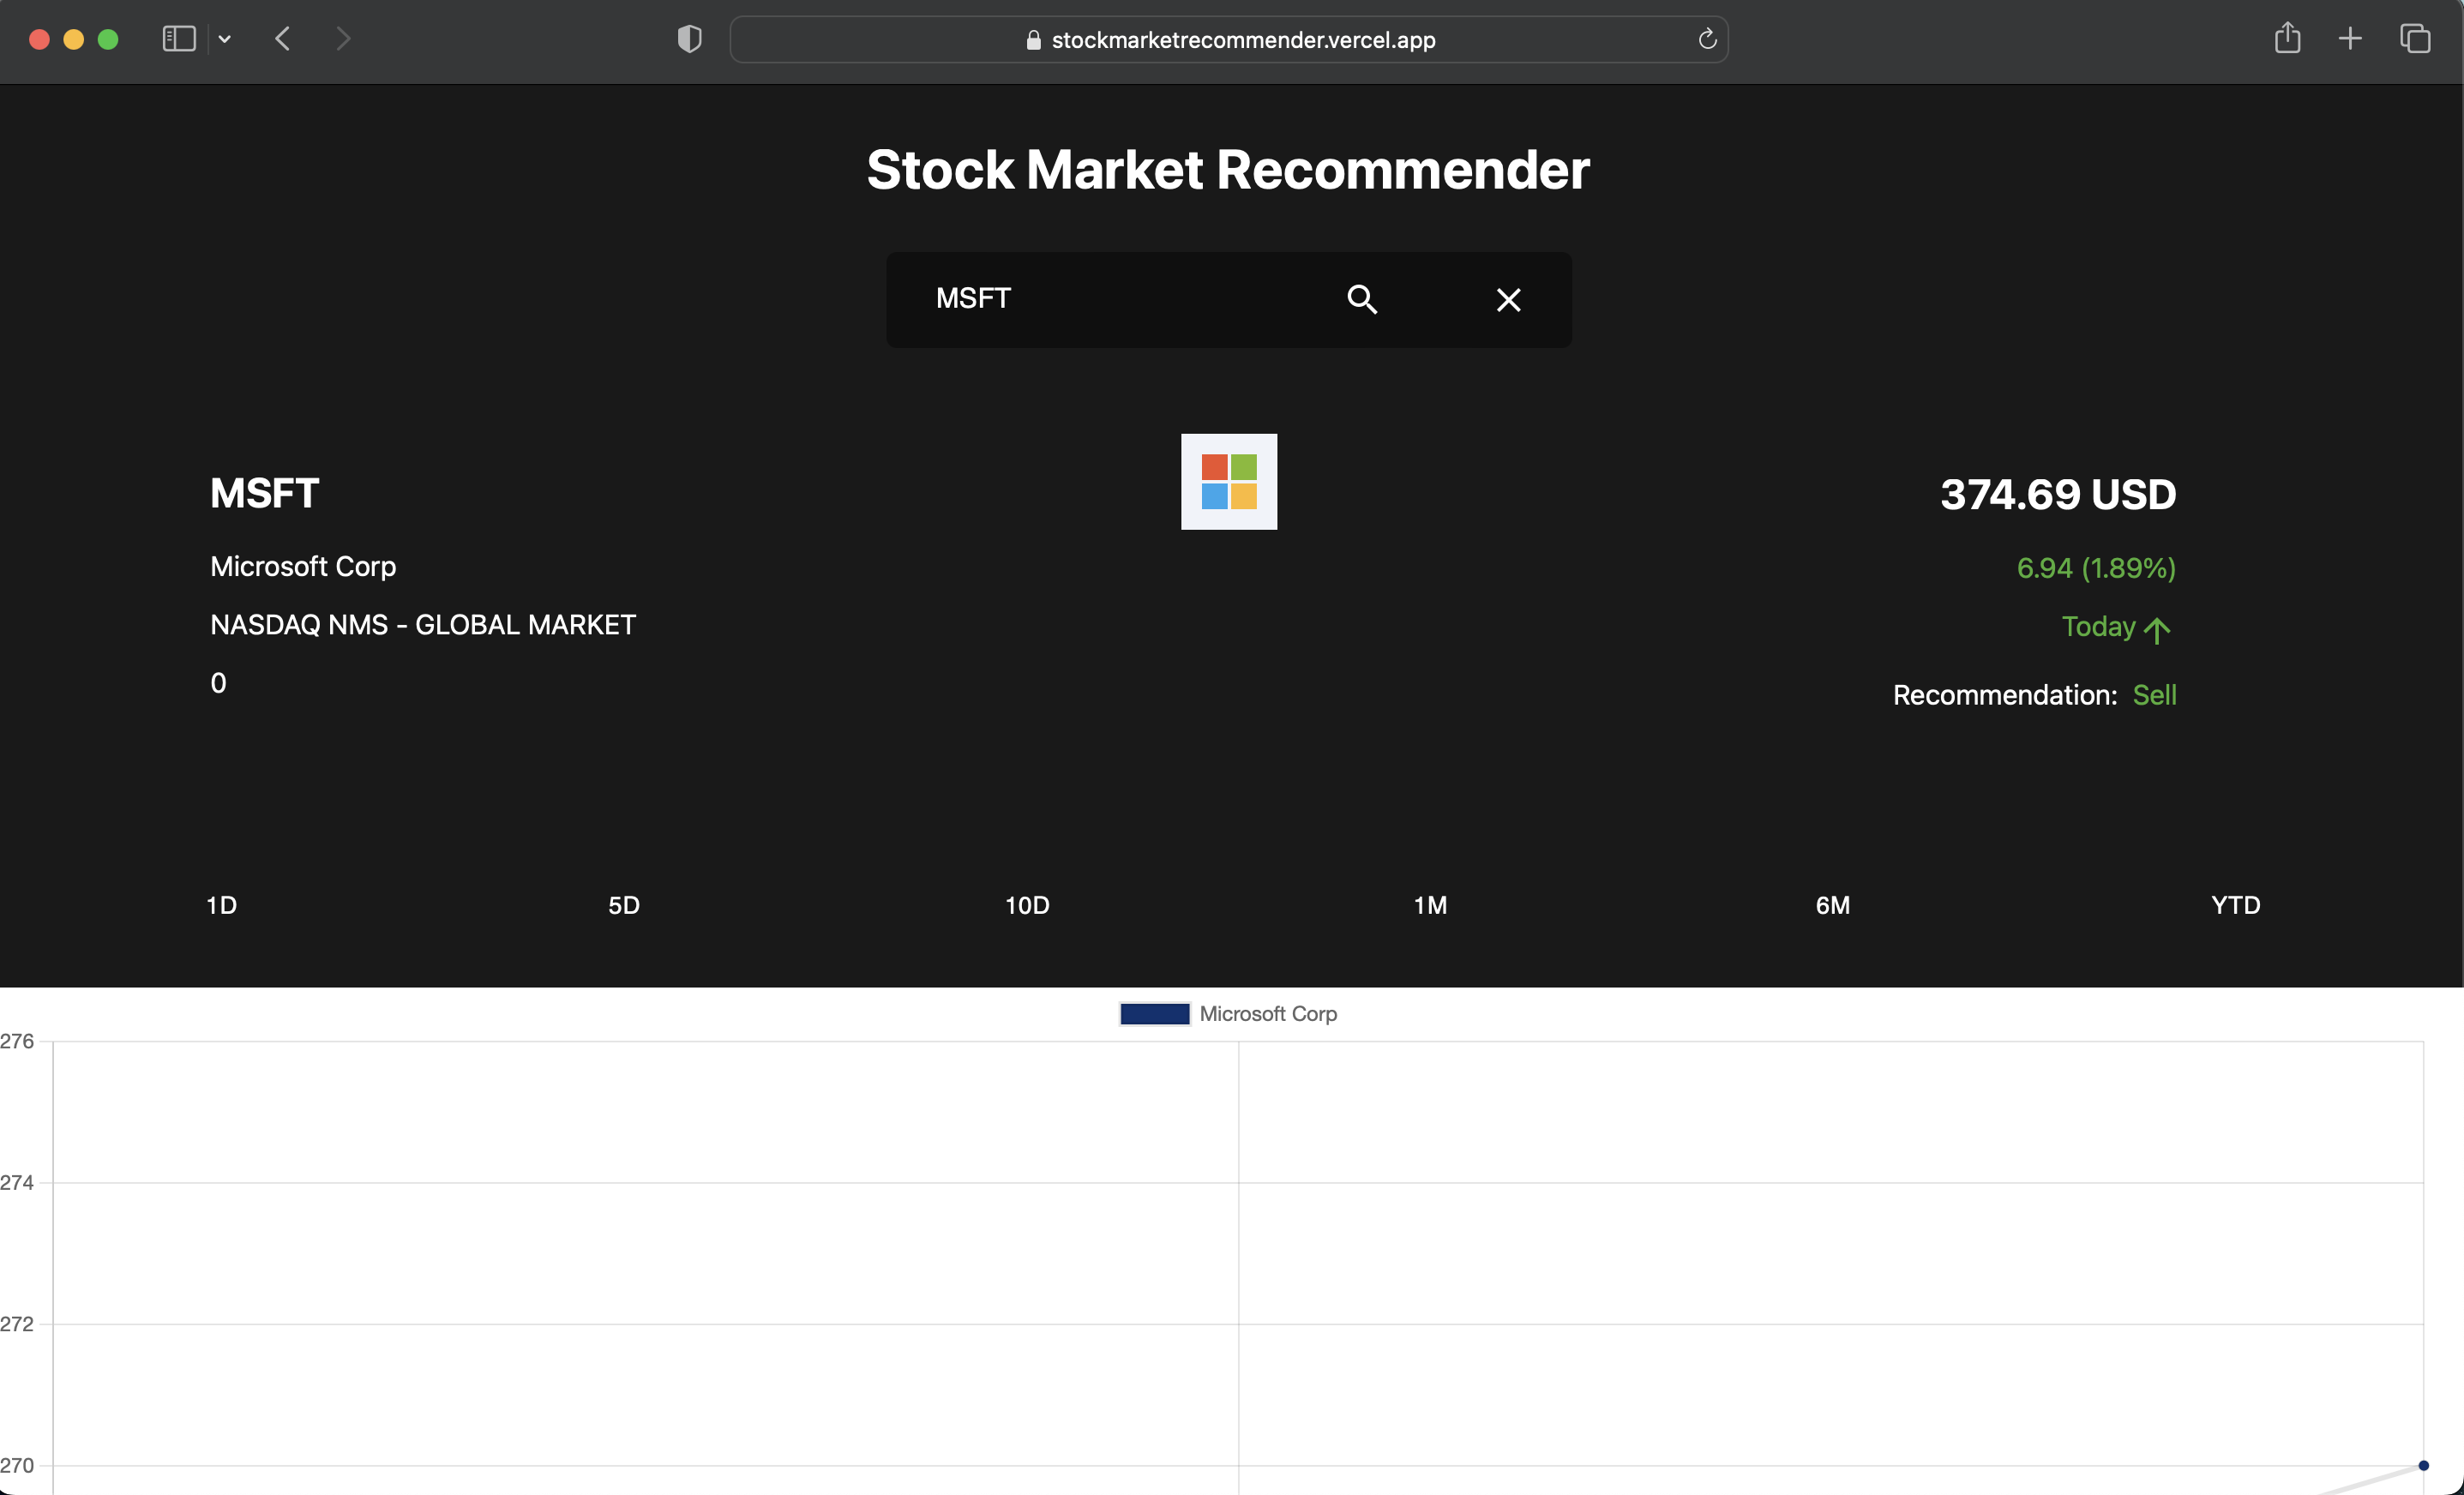 stockmarketrecommender.vercel.app
Stock Market Recommender
MSFT
MSFT
Microsoft Corp
NASDAQ NMS - GLOBAL MARKET
0
374.69 USD
6.94 (1.89%)
Today
Recommendation: Sell
1D 5D 10D 1M 6M YTD
Microsoft Corp
276
274
272
270